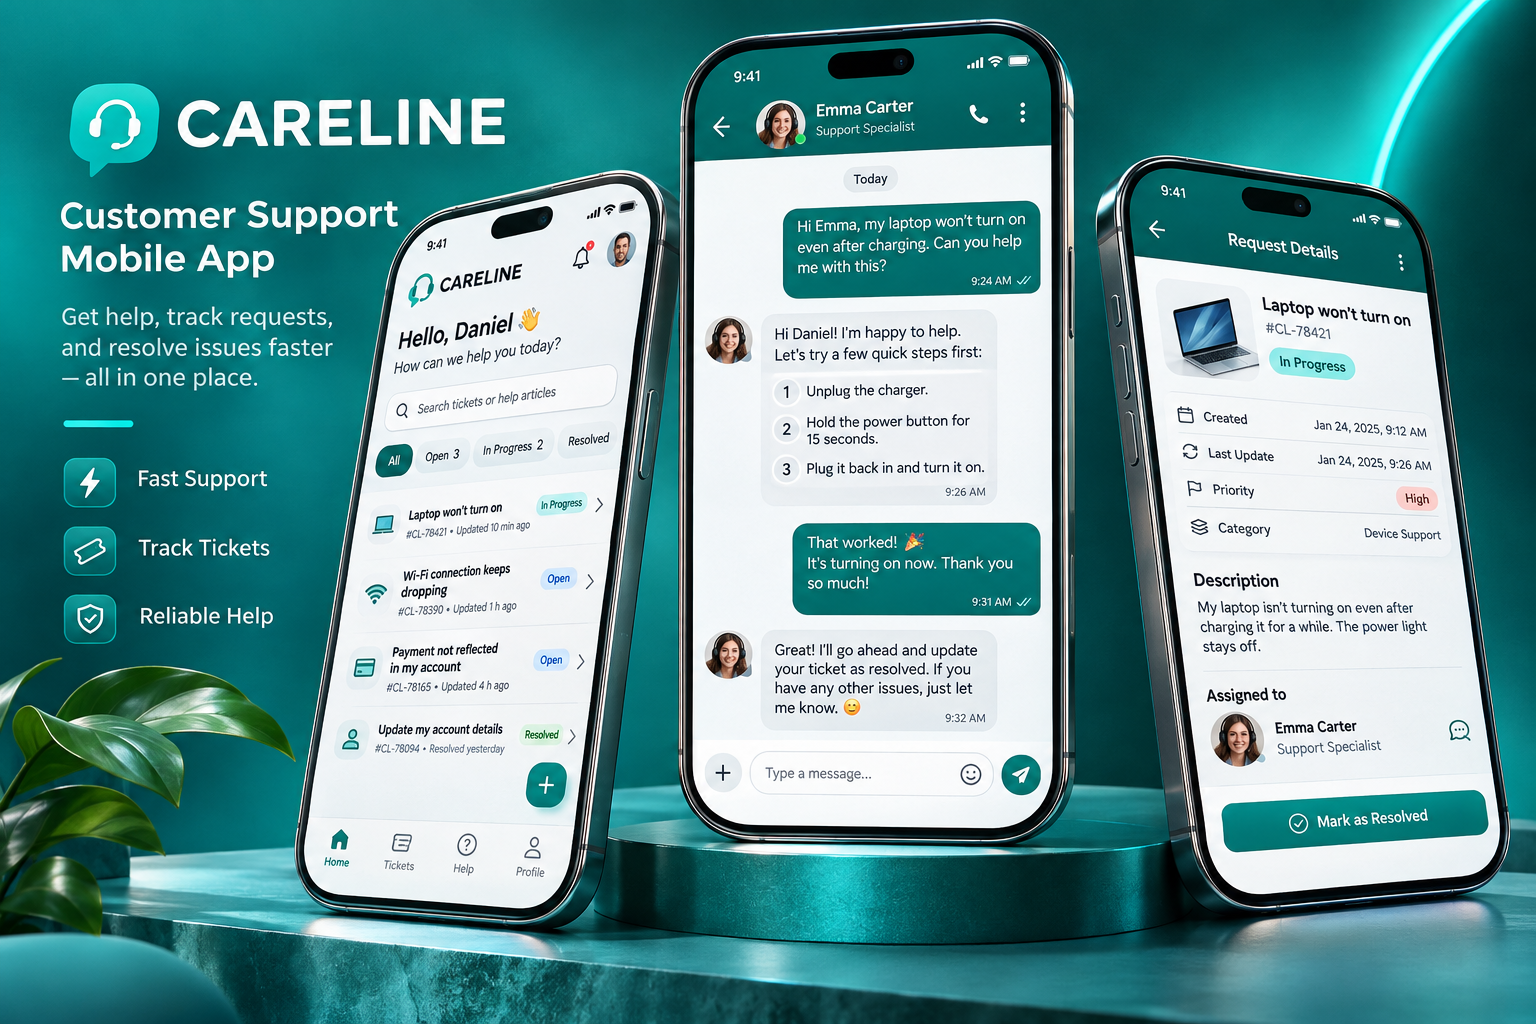 CARELINE
Customer Support
Mobile App
Get help, track requests,
and resolve issues faster
— all in one place.
Fast Support
Track Tickets
Reliable Help
9:41
CARELINE
Hello, Daniel 👋
How can we help you today?
Search tickets or help articles
All
Open 3
In Progress 2
Resolved
Laptop won't turn on
#CL-78421 • Updated 10 min ago
In Progress
Wi-Fi connection keeps
dropping
#CL-78390 • Updated 1 h ago
Open
Payment not reflected
in my account
#CL-78165 • Updated 4 h ago
Open
Update my account details
#CL-78094 • Resolved yesterday
Resolved
Home
Tickets
Help
Profile
9:41
Emma Carter
Support Specialist
Today
Hi Emma, my laptop won't turn on
even after charging. Can you help
me with this?
9:24 AM
Hi Daniel! I'm happy to help.
Let's try a few quick steps first:
1 Unplug the charger.
2 Hold the power button for
15 seconds.
3 Plug it back in and turn it on.
9:26 AM
That worked! 🎉
It's turning on now. Thank you
so much!
9:31 AM
Great! I'll go ahead and update
your ticket as resolved. If you
have any other issues, just let
me know. 😊
9:32 AM
Type a message...
9:41
Request Details
Laptop won't turn on
#CL-78421
In Progress
Created
Jan 24, 2025, 9:12 AM
Last Update
Jan 24, 2025, 9:26 AM
Priority
High
Category
Device Support
Description
My laptop isn't turning on even after
charging it for a while. The power light
stays off.
Assigned to
Emma Carter
Support Specialist
Mark as Resolved